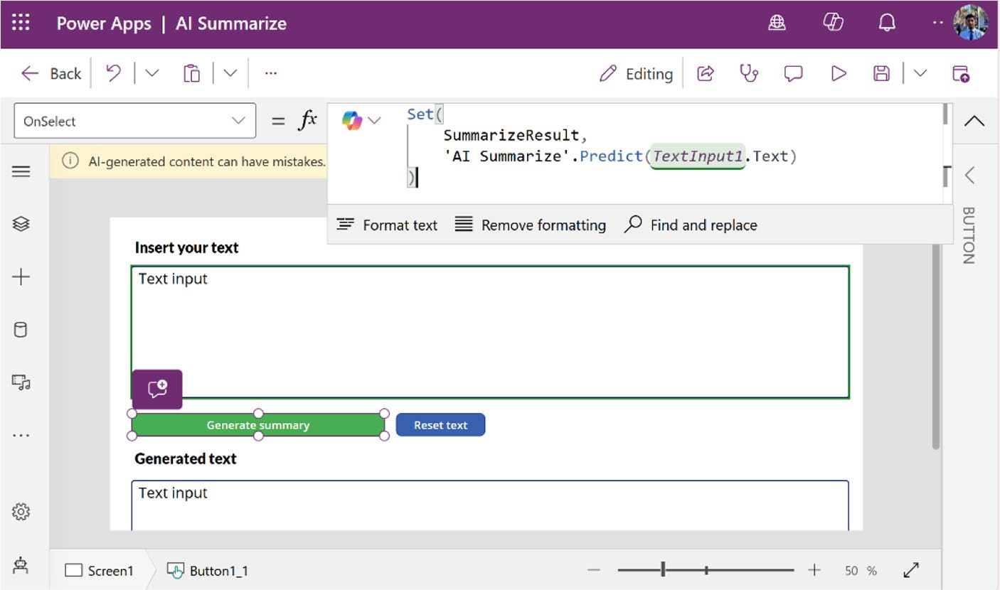 Power Apps | AI Summarize
Back
Editing
OnSelect
= fx
Set(
SummarizeResult,
'AI Summarize'.Predict(TextInput1.Text)
)
AI-generated content can have mistakes.
Format text
Remove formatting
Find and replace
BUTTON
Insert your text
Text input
Generate summary
Reset text
Generated text
Text input
Screen1
Button1_1
50 %